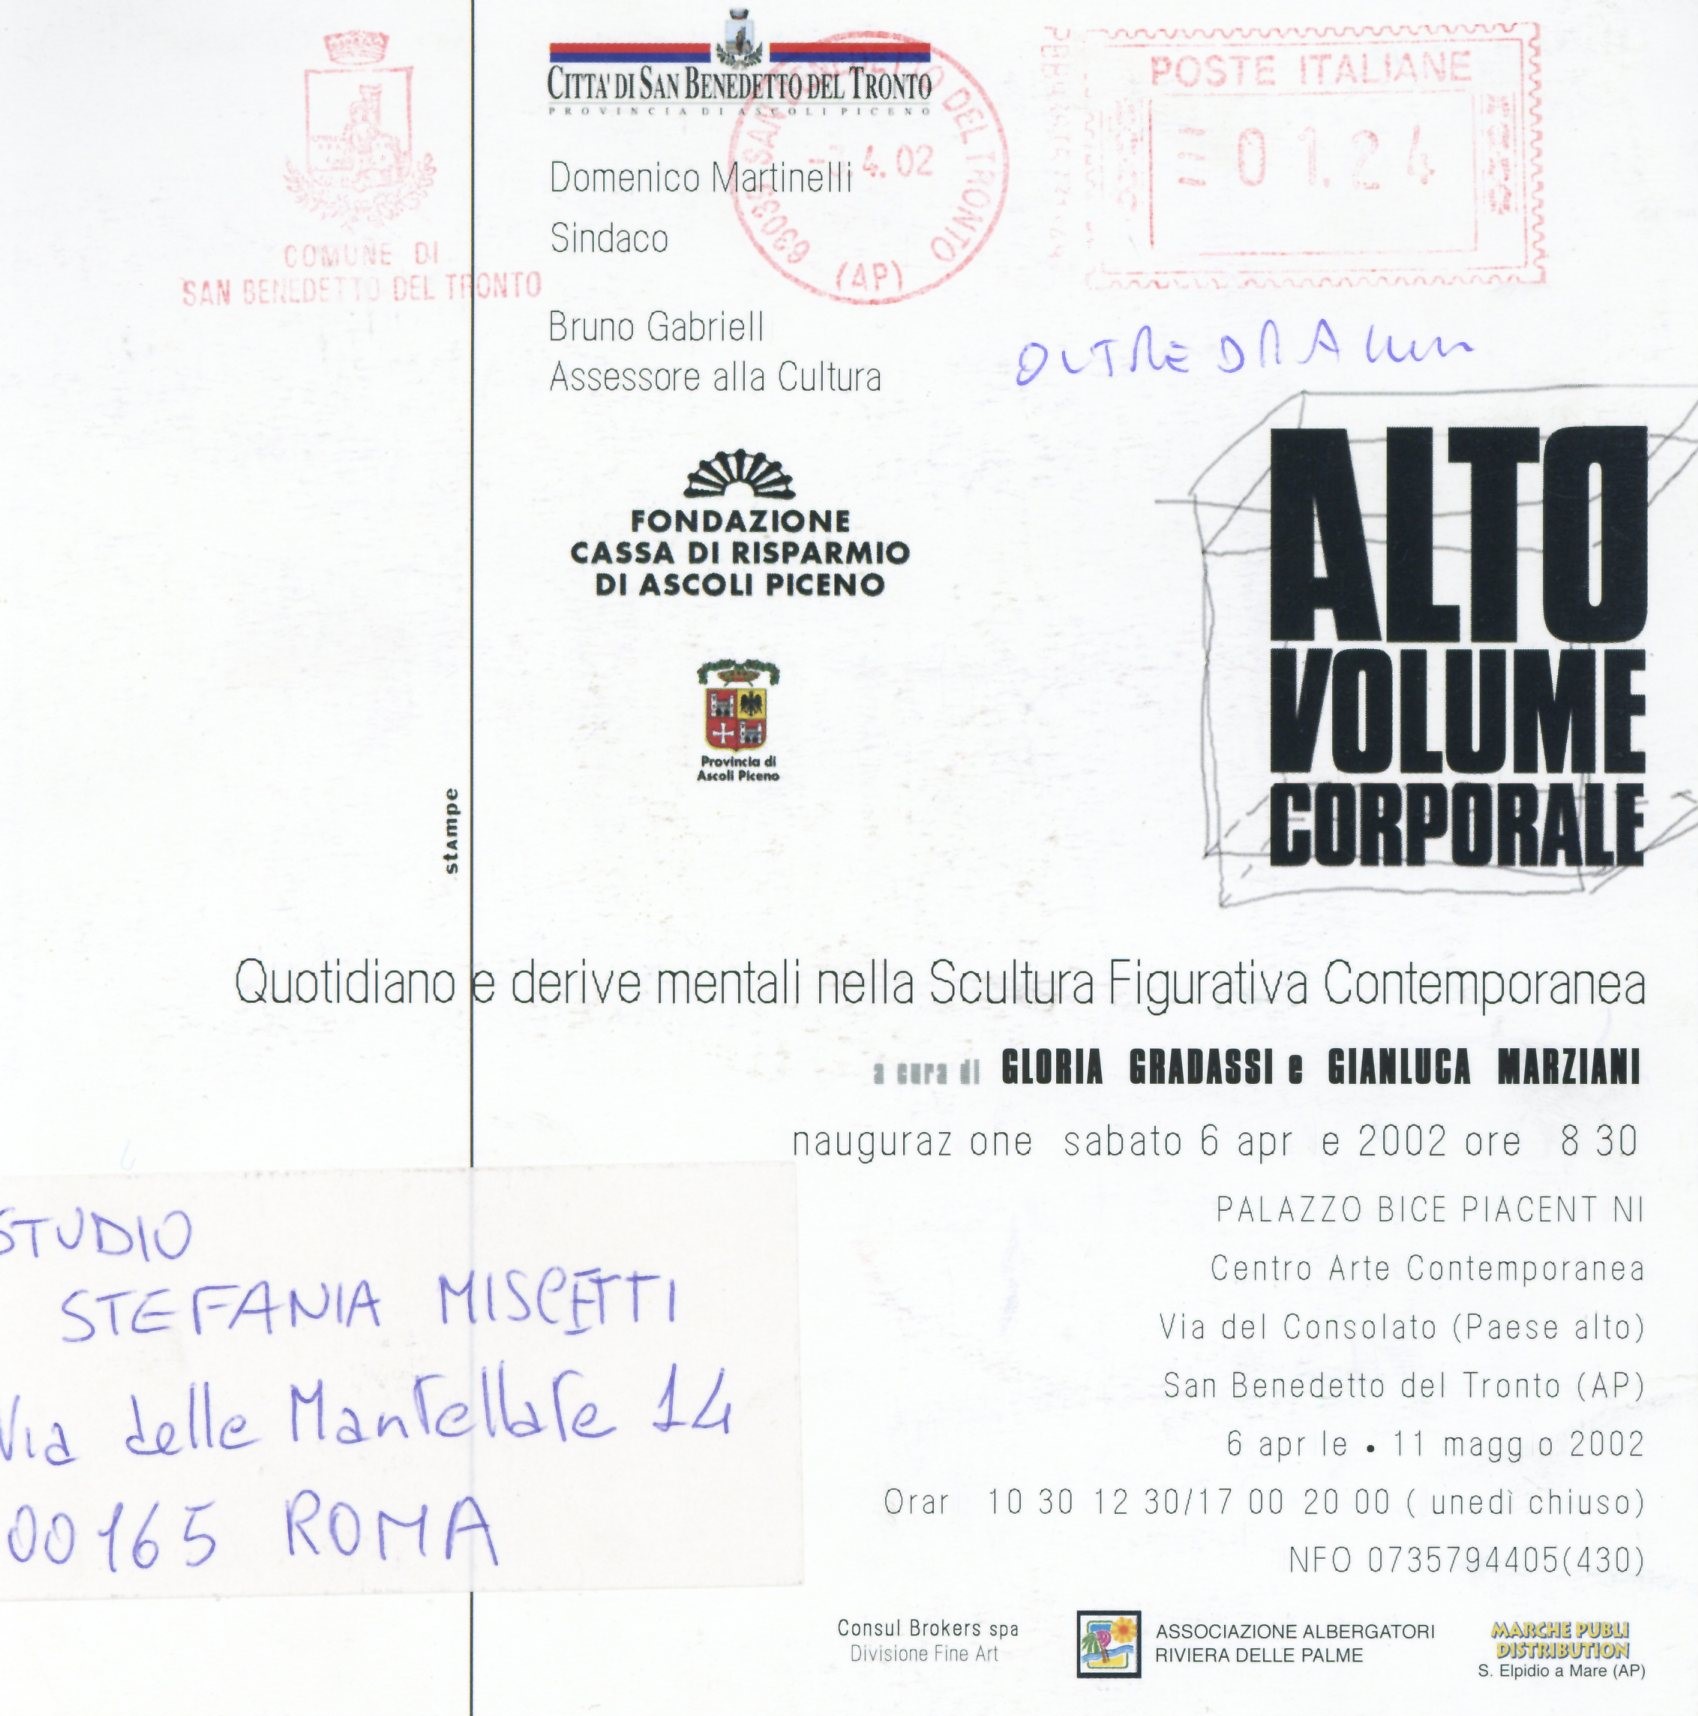 COMUNE DI
SAN BENEDETTO DEL TRONTO
CITTA' DI SAN BENEDETTO DEL TRONTO
PROVINCIA DI ASCOLI PICENO
63039 SAN BENEDETTO DEL TRONTO
4.02
(AP)
POSTE ITALIANE
01.24
Domenico Martinelli
Sindaco
Bruno Gabriell
Assessore alla Cultura
FONDAZIONE
CASSA DI RISPARMIO
DI ASCOLI PICENO
Provincia di
Ascoli Piceno
stAmpe
ALTO
VOLUME
CORPORALE
Quotidiano e derive mentali nella Scultura Figurativa Contemporanea
a cura di GLORIA GRADASSI e GIANLUCA MARZIANI
nauguraz one sabato 6 apr e 2002 ore 8 30
PALAZZO BICE PIACENT NI
Centro Arte Contemporanea
Via del Consolato (Paese alto)
San Benedetto del Tronto (AP)
6 apr le • 11 magg o 2002
Orar 10 30 12 30/17 00 20 00 ( unedì chiuso)
NFO 0735794405(430)
STUDIO
STEFANIA MISCETTI
Via delle Mantellate 14
00165 ROMA
Consul Brokers spa
Divisione Fine Art
ASSOCIAZIONE ALBERGATORI
RIVIERA DELLE PALME
MARCHE PUBLI
DISTRIBUTION
S. Elpidio a Mare (AP)